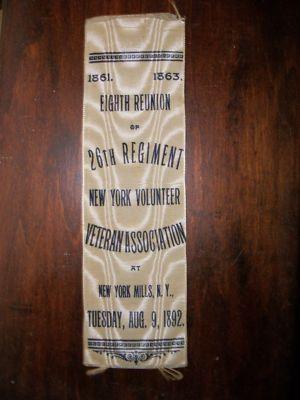 1861. 1863.
EIGHTH REUNION
OF
26TH REGIMENT
NEW YORK VOLUNTEER
VETERAN ASSOCIATION
AT
NEW YORK MILLS, N.Y.,
TUESDAY, AUG. 9, 1892.